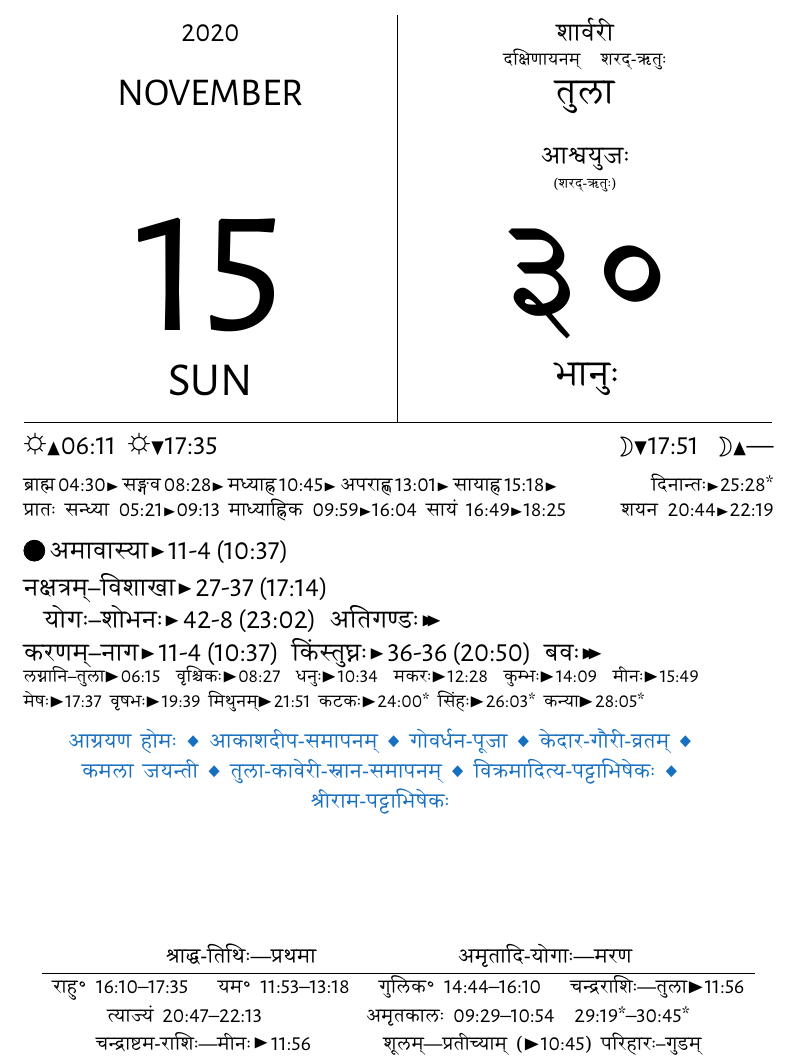 2020
NOVEMBER
15
SUN
शार्वरी
दक्षिणायनम् शरद्-ऋतुः
तुला
आश्वयुजः
(शरद्-ऋतुः)
३०
भानुः
☼▲06:11 ☼▼17:35 ☽▼17:51 ☽▲—
ब्राह्म 04:30► सङ्गव 08:28► मध्याह्न 10:45► अपराह्ण 13:01► सायाह्न 15:18► दिनान्तः►25:28*
प्रातः सन्ध्या 05:21►09:13 माध्याह्निक 09:59►16:04 सायं 16:49►18:25 शयन 20:44►22:19
● अमावास्या►11-4 (10:37)
नक्षत्रम्–विशाखा►27-37 (17:14)
योगः–शोभनः►42-8 (23:02) अतिगण्डः►►
करणम्–नाग►11-4 (10:37) किंस्तुघ्नः►36-36 (20:50) बवः►►
लग्नानि–तुला►06:15 वृश्चिकः►08:27 धनुः►10:34 मकरः►12:28 कुम्भः►14:09 मीनः►15:49
मेषः►17:37 वृषभः►19:39 मिथुनम्►21:51 कटकः►24:00* सिंहः►26:03* कन्या►28:05*
आग्रयण होमः ◆ आकाशदीप-समापनम् ◆ गोवर्धन-पूजा ◆ केदार-गौरी-व्रतम् ◆
कमला जयन्ती ◆ तुला-कावेरी-स्नान-समापनम् ◆ विक्रमादित्य-पट्टाभिषेकः ◆
श्रीराम-पट्टाभिषेकः
श्राद्ध-तिथिः—प्रथमा अमृतादि-योगाः—मरण
राहु° 16:10–17:35 यम° 11:53–13:18 गुलिक° 14:44–16:10 चन्द्रराशिः—तुला►11:56
त्याज्यं 20:47–22:13 अमृतकालः 09:29–10:54 29:19*–30:45*
चन्द्राष्टम-राशिः—मीनः►11:56 शूलम्—प्रतीच्याम् (►10:45) परिहारः–गुडम्